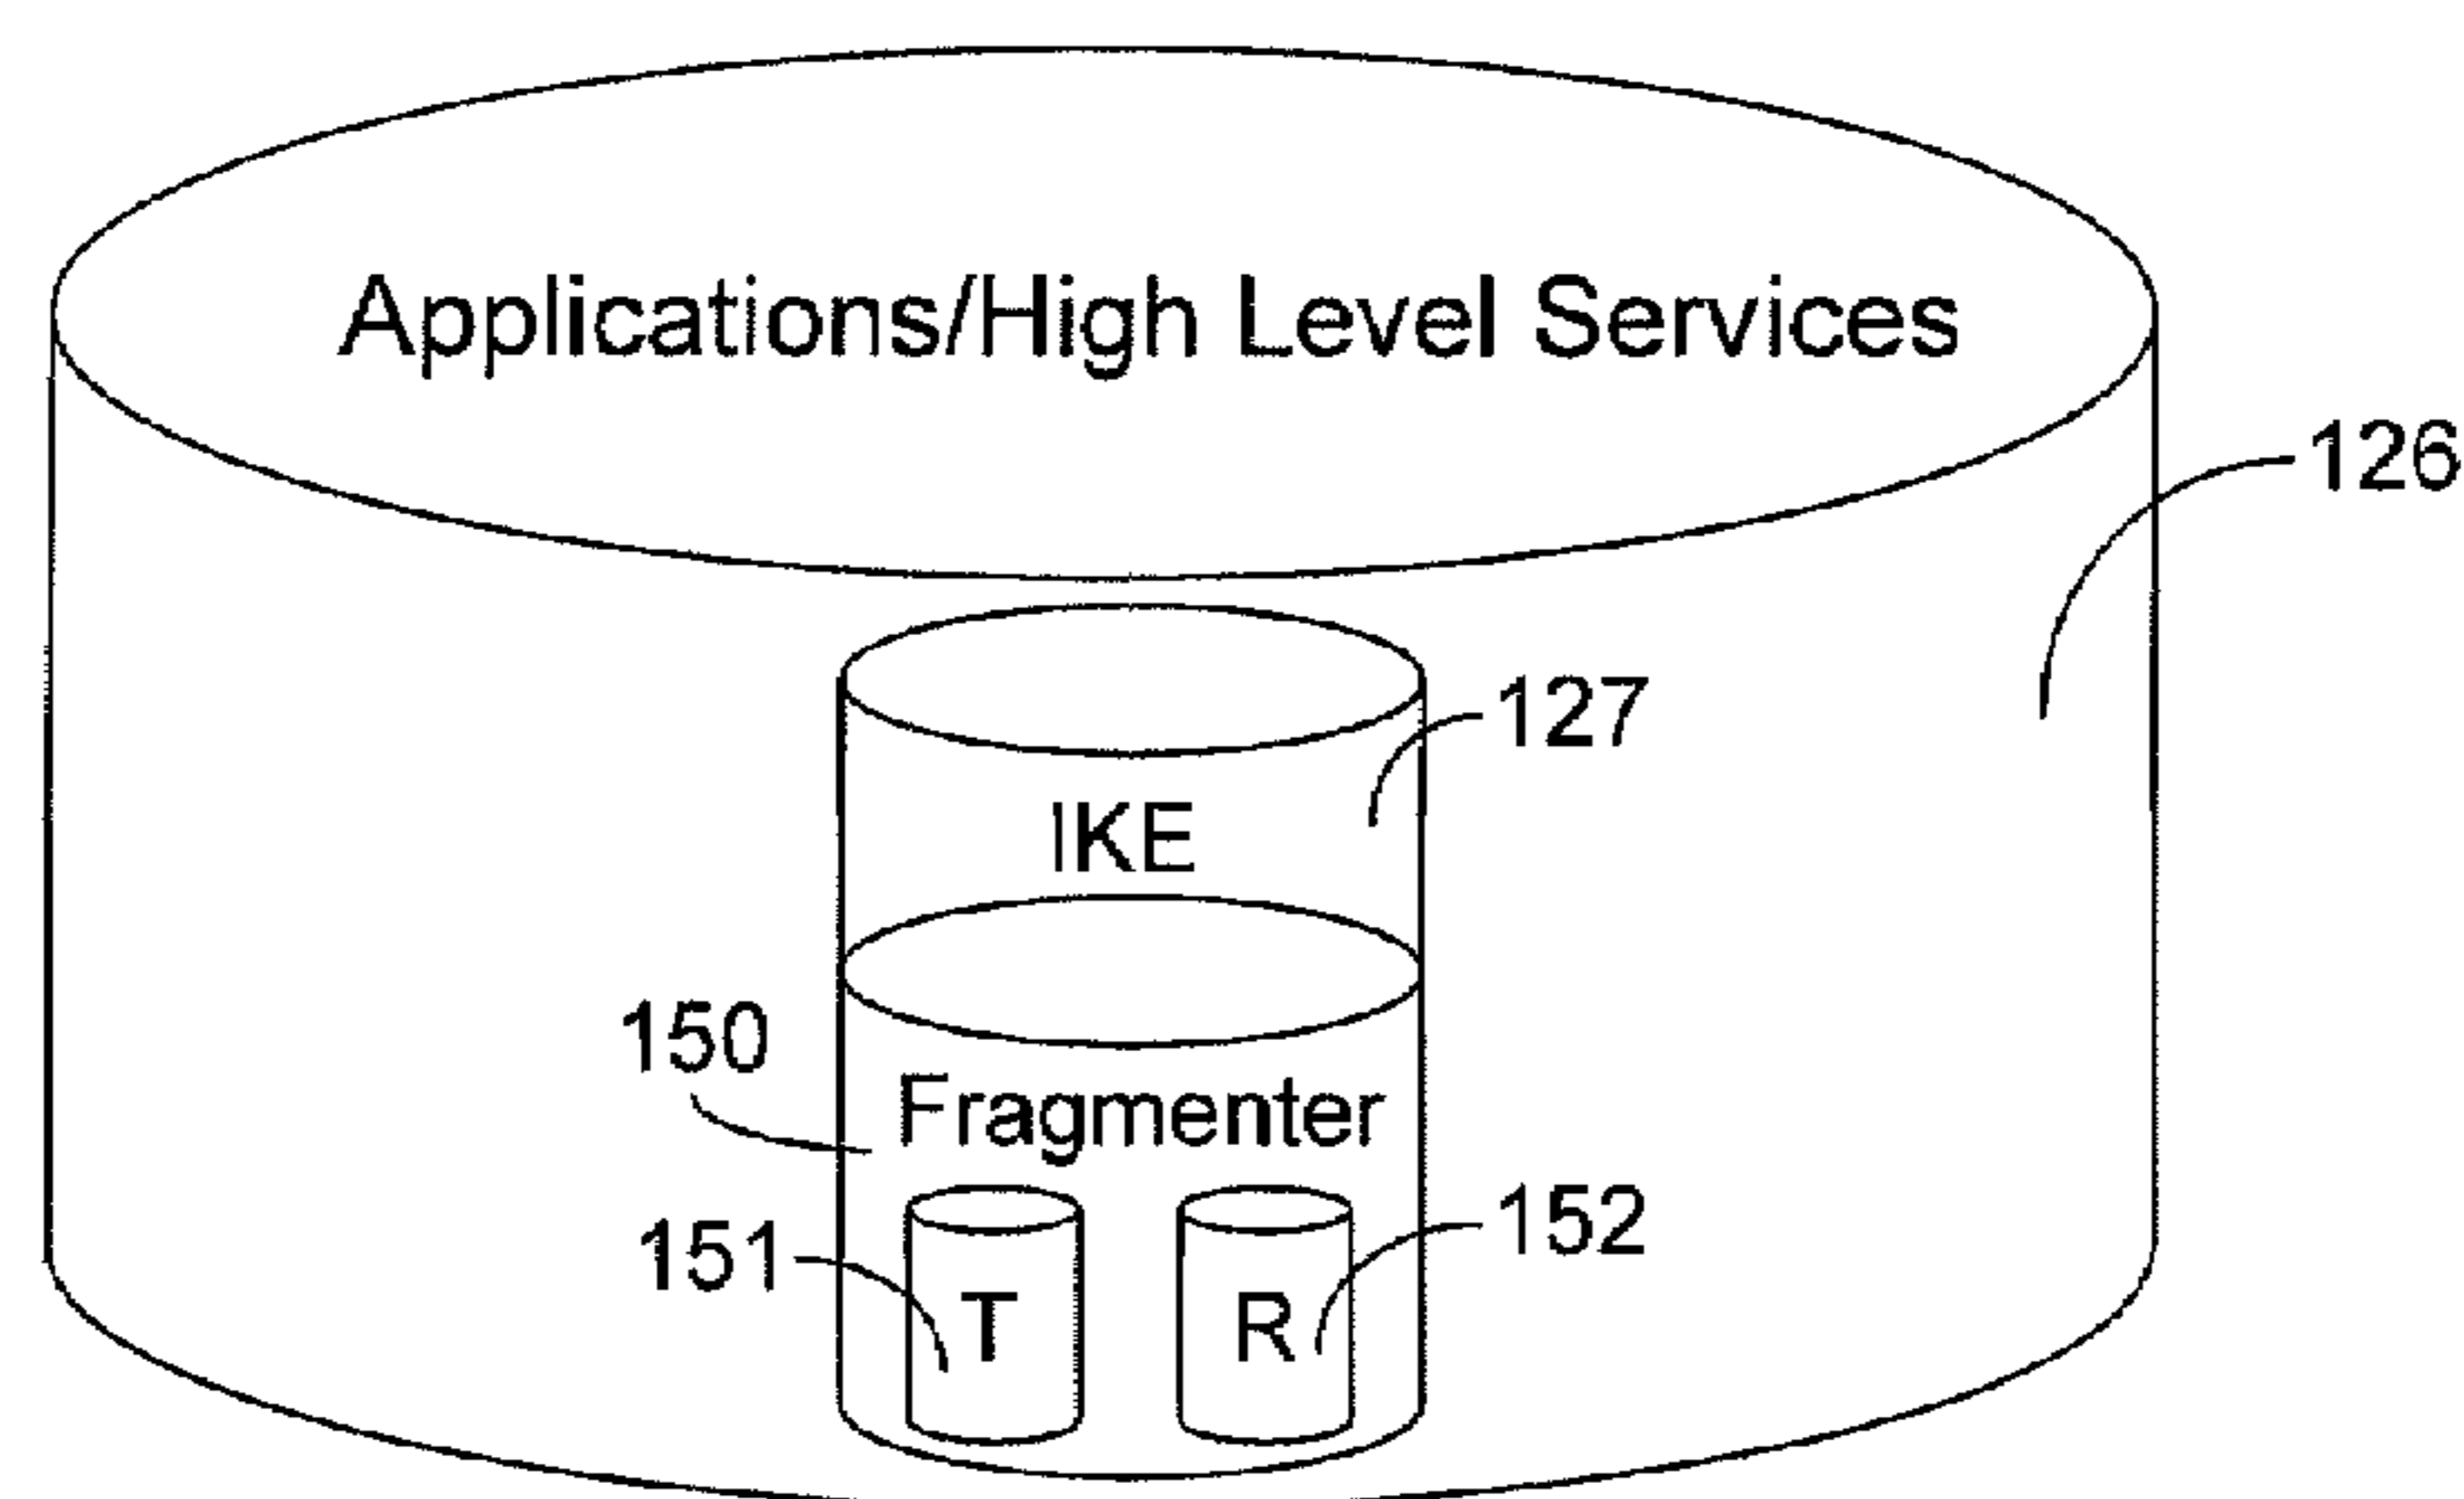 Applications/High Level Services
126
127
IKE
150
Fragmenter
151
T
R
152